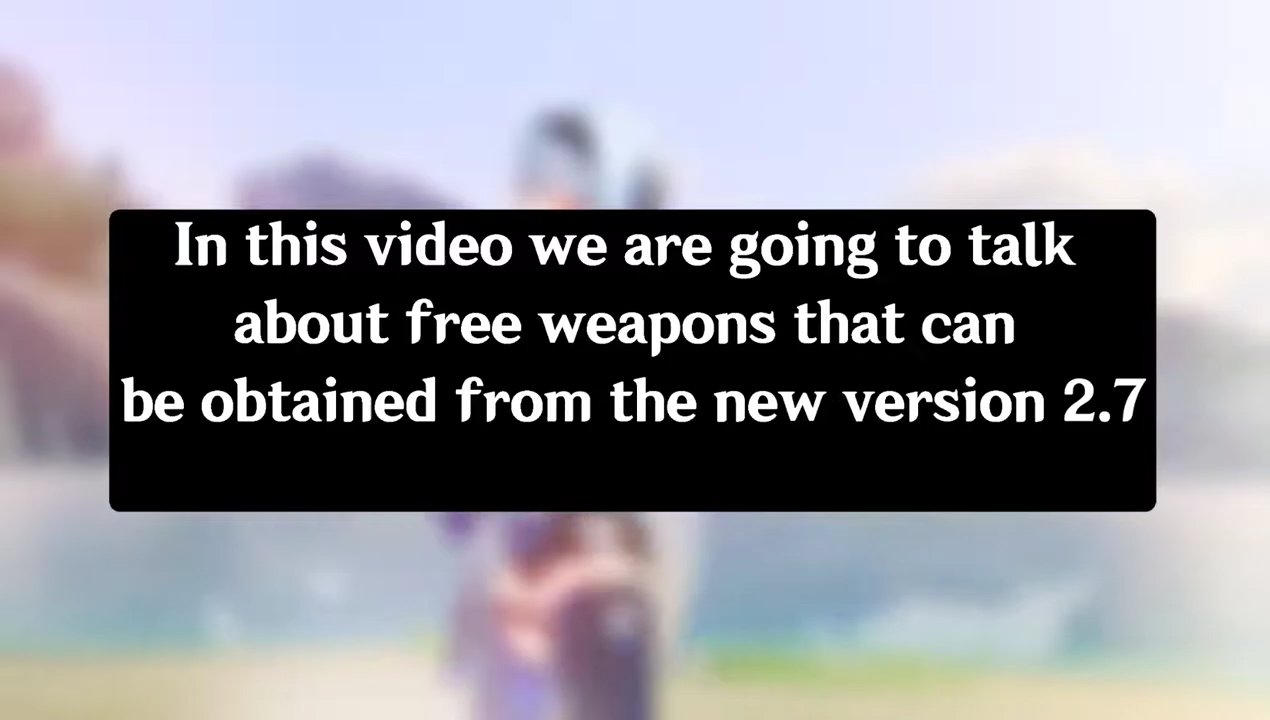 In this video we are going to talk
about free weapons that can
be obtained from the new version 2.7